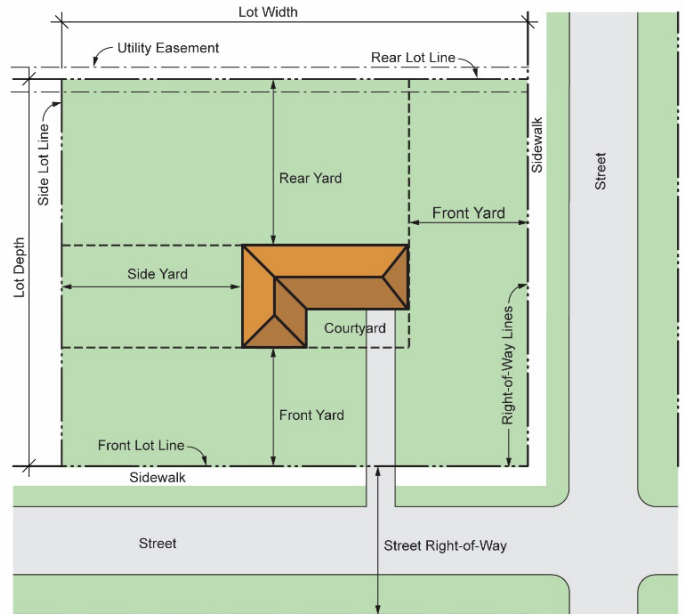 Lot Width
Utility Easement
Rear Lot Line
Side Lot Line
Sidewalk
Street
Rear Yard
Front Yard
Lot Depth
Side Yard
Courtyard
Right-of-Way Lines
Front Yard
Front Lot Line
Sidewalk
Street
Street Right-of-Way